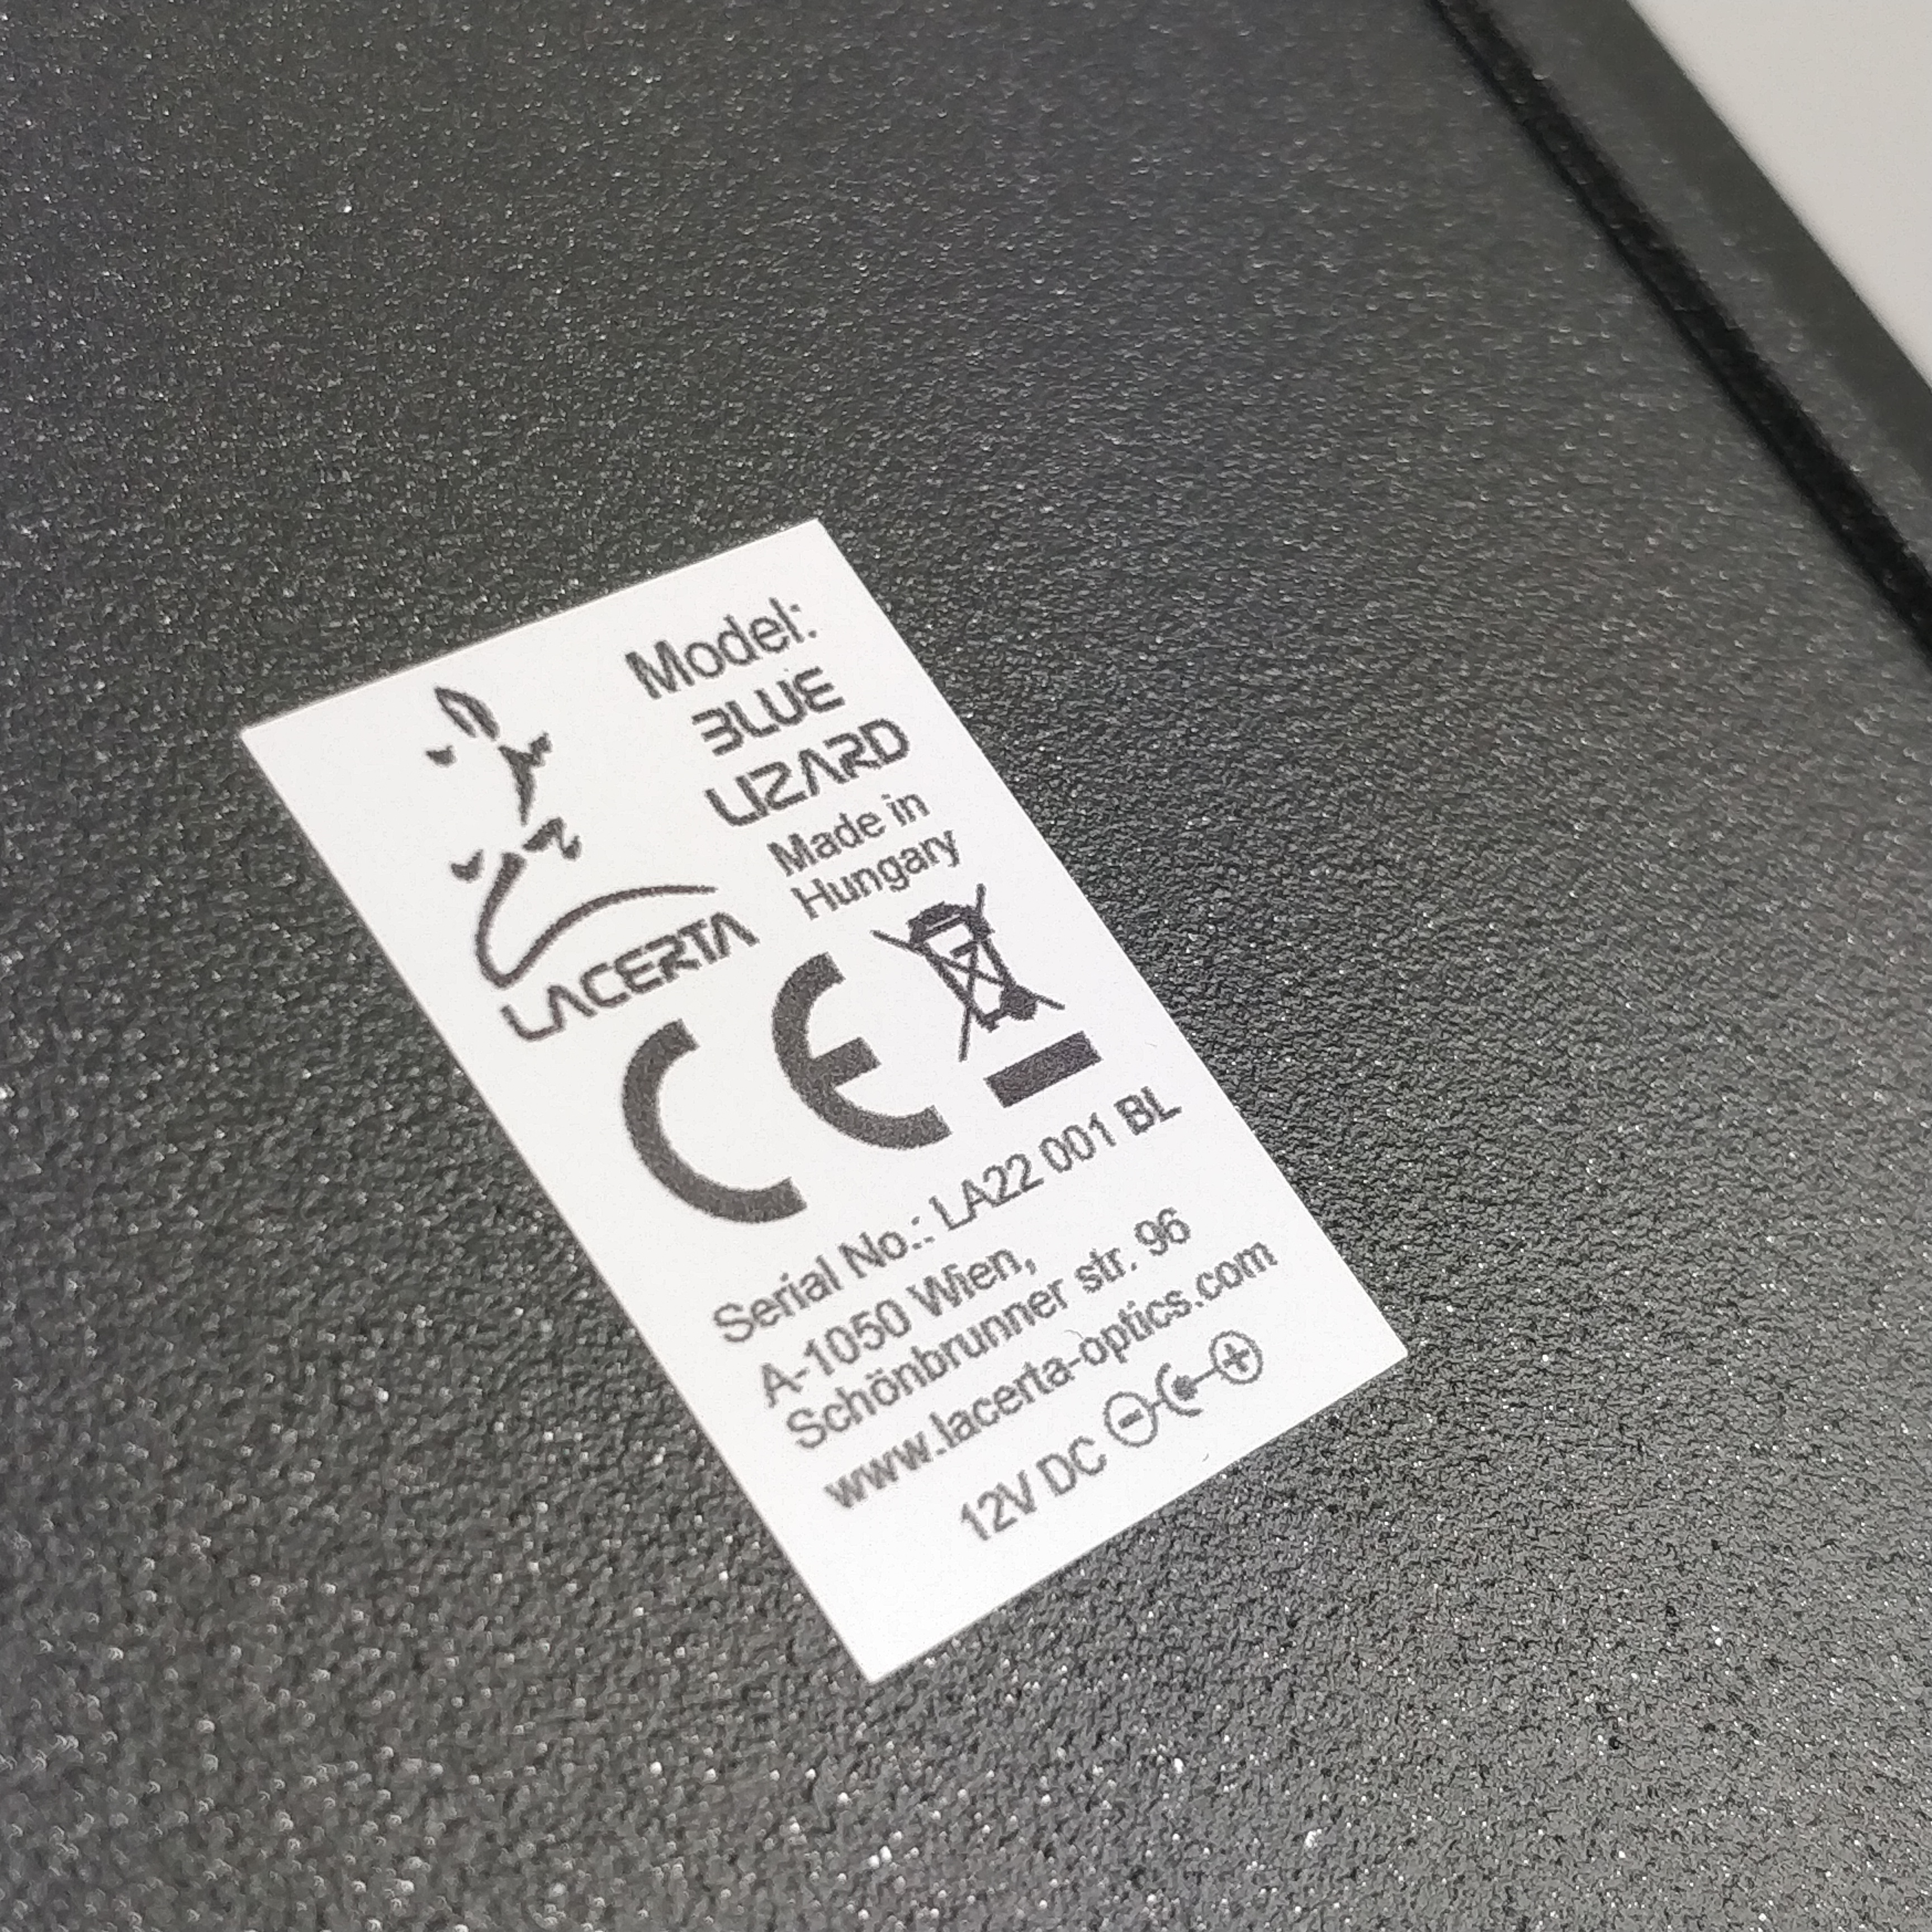 LACERTA
Model:
BLUE
LIZARD
Made in
Hungary
CE
Serial No.: LA22 001 BL
A-1050 Wien,
Schönbrunner str. 96
www.lacerta-optics.com
12V DC